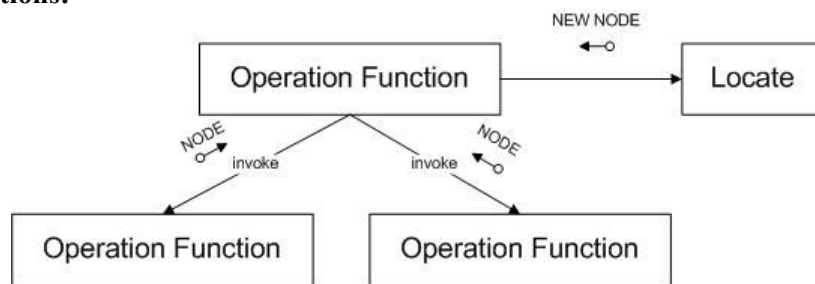 tions:
NEW NODE
Operation Function
Locate
NODE
NODE
invoke
invoke
Operation Function
Operation Function